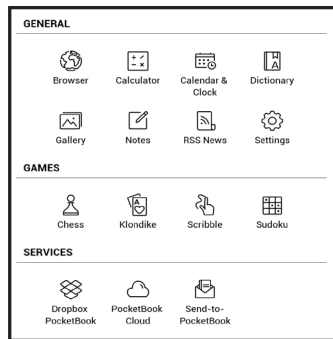 GENERAL
Browser
Calculator
Calendar &
Clock
Dictionary
Gallery
Notes
RSS News
Settings
GAMES
Chess
Klondike
Scribble
Sudoku
SERVICES
Dropbox
PocketBook
PocketBook
Cloud
Send-to-
PocketBook